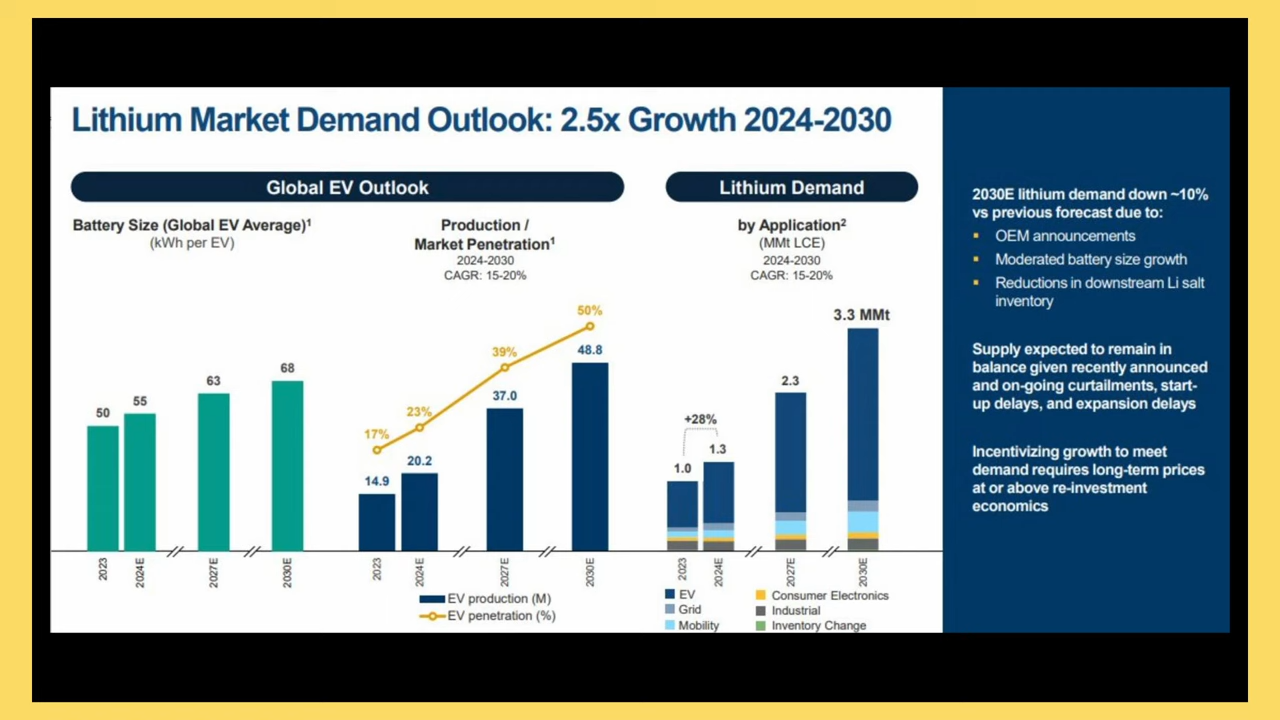 Lithium Market Demand Outlook: 2.5x Growth 2024-2030
Global EV Outlook
Battery Size (Global EV Average)¹
(kWh per EV)
50
55
63
68
2023
2024E
2027E
2030E
Production /
Market Penetration¹
2024-2030
CAGR: 15-20%
17%
23%
39%
50%
14.9
20.2
37.0
48.8
2023
2024E
2027E
2030E
EV production (M)
EV penetration (%)
Lithium Demand
by Application²
(MMt LCE)
2024-2030
CAGR: 15-20%
+28%
1.0
1.3
2.3
3.3 MMt
2023
2024E
2027E
2030E
EV
Grid
Mobility
Consumer Electronics
Industrial
Inventory Change
2030E lithium demand down ~10%
vs previous forecast due to:
▪ OEM announcements
▪ Moderated battery size growth
▪ Reductions in downstream Li salt
inventory
Supply expected to remain in
balance given recently announced
and on-going curtailments, start-
up delays, and expansion delays
Incentivizing growth to meet
demand requires long-term prices
at or above re-investment
economics